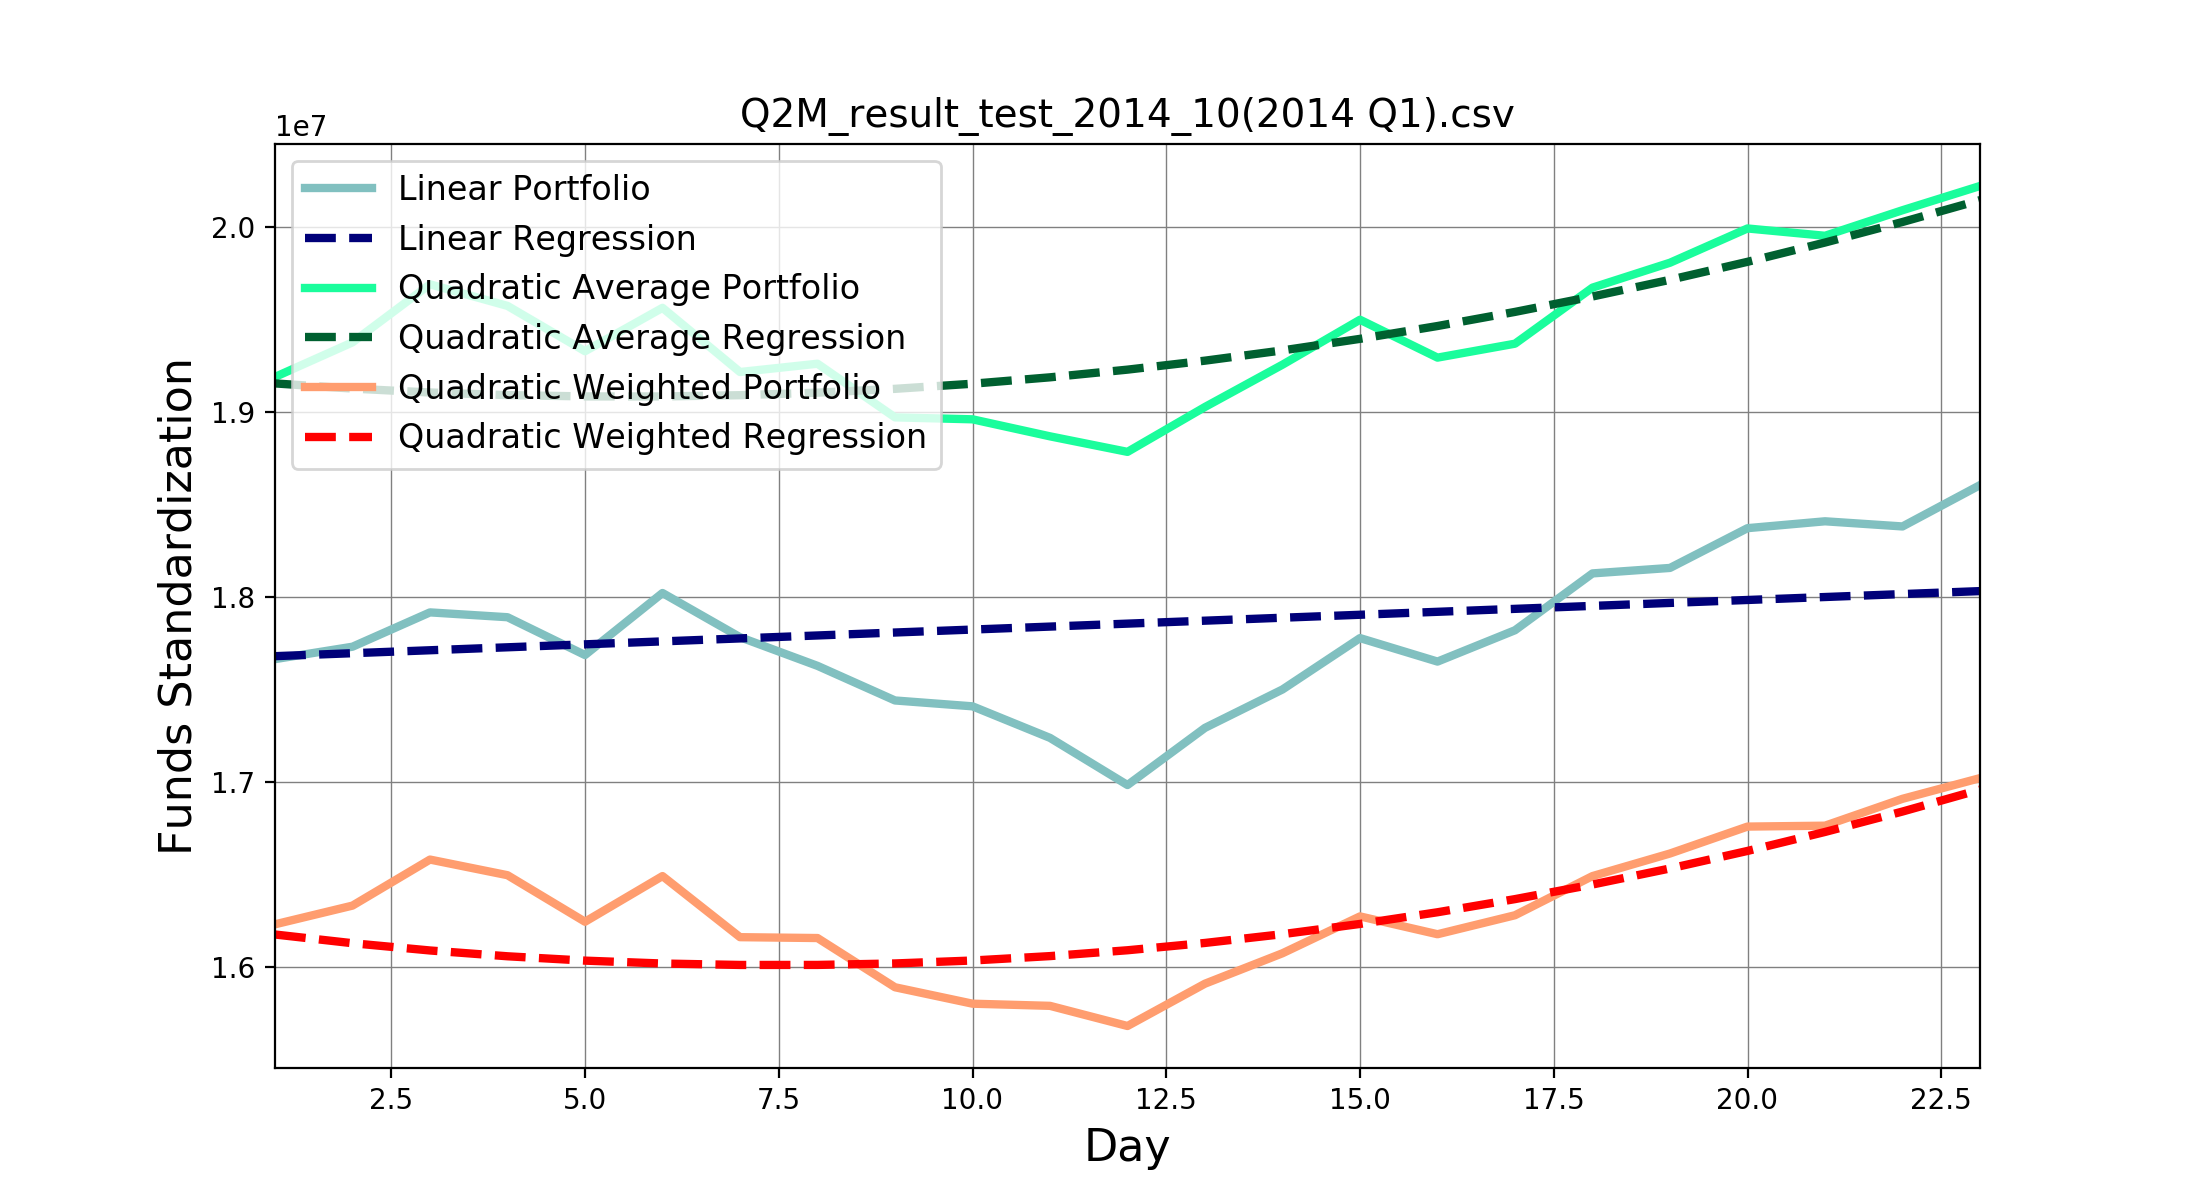 Q2M_result_test_2014_10(2014 Q1).csv
1e7
Linear Portfolio
Linear Regression
Quadratic Average Portfolio
Quadratic Average Regression
Quadratic Weighted Portfolio
Quadratic Weighted Regression
2.0
1.9
1.8
1.7
1.6
Funds Standardization
2.5 5.0 7.5 10.0 12.5 15.0 17.5 20.0 22.5
Day